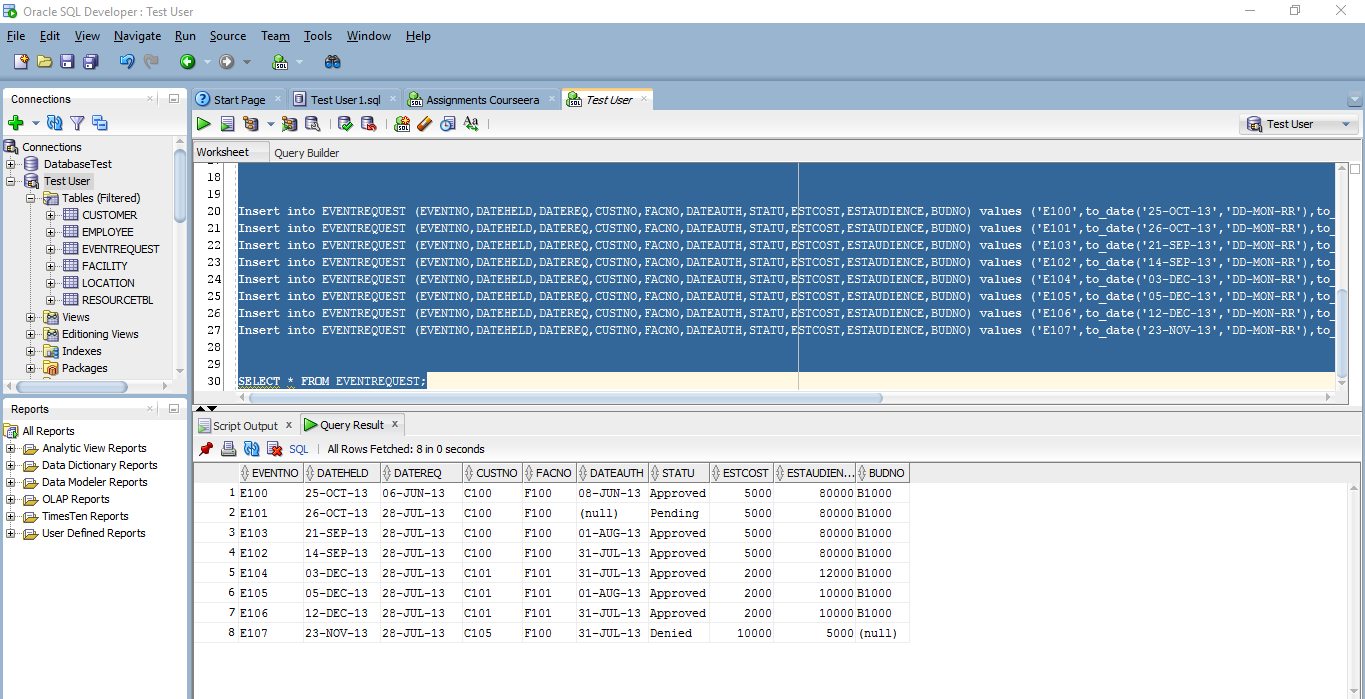 Oracle SQL Developer : Test User
File Edit View Navigate Run Source Team Tools Window Help
Connections
Connections
DatabaseTest
Test User
Tables (Filtered)
CUSTOMER
EMPLOYEE
EVENTREQUEST
FACILITY
LOCATION
RESOURCETBL
Views
Editioning Views
Indexes
Packages
Reports
All Reports
Analytic View Reports
Data Dictionary Reports
Data Modeler Reports
OLAP Reports
TimesTen Reports
User Defined Reports
Start Page Test User1.sql Assignments Courseera Test User
Test User
Worksheet Query Builder
18
19
20 Insert into EVENTREQUEST (EVENTNO,DATEHELD,DATEREQ,CUSTNO,FACNO,DATEAUTH,STATU,ESTCOST,ESTAUDIENCE,BUDNO) values ('E100',to_date('25-OCT-13','DD-MON-RR'),to_
21 Insert into EVENTREQUEST (EVENTNO,DATEHELD,DATEREQ,CUSTNO,FACNO,DATEAUTH,STATU,ESTCOST,ESTAUDIENCE,BUDNO) values ('E101',to_date('26-OCT-13','DD-MON-RR'),to_
22 Insert into EVENTREQUEST (EVENTNO,DATEHELD,DATEREQ,CUSTNO,FACNO,DATEAUTH,STATU,ESTCOST,ESTAUDIENCE,BUDNO) values ('E103',to_date('21-SEP-13','DD-MON-RR'),to_
23 Insert into EVENTREQUEST (EVENTNO,DATEHELD,DATEREQ,CUSTNO,FACNO,DATEAUTH,STATU,ESTCOST,ESTAUDIENCE,BUDNO) values ('E102',to_date('14-SEP-13','DD-MON-RR'),to_
24 Insert into EVENTREQUEST (EVENTNO,DATEHELD,DATEREQ,CUSTNO,FACNO,DATEAUTH,STATU,ESTCOST,ESTAUDIENCE,BUDNO) values ('E104',to_date('03-DEC-13','DD-MON-RR'),to_
25 Insert into EVENTREQUEST (EVENTNO,DATEHELD,DATEREQ,CUSTNO,FACNO,DATEAUTH,STATU,ESTCOST,ESTAUDIENCE,BUDNO) values ('E105',to_date('05-DEC-13','DD-MON-RR'),to_
26 Insert into EVENTREQUEST (EVENTNO,DATEHELD,DATEREQ,CUSTNO,FACNO,DATEAUTH,STATU,ESTCOST,ESTAUDIENCE,BUDNO) values ('E106',to_date('12-DEC-13','DD-MON-RR'),to_
27 Insert into EVENTREQUEST (EVENTNO,DATEHELD,DATEREQ,CUSTNO,FACNO,DATEAUTH,STATU,ESTCOST,ESTAUDIENCE,BUDNO) values ('E107',to_date('23-NOV-13','DD-MON-RR'),to_
28
29
30 SELECT * FROM EVENTREQUEST;
Script Output Query Result
SQL All Rows Fetched: 8 in 0 seconds
EVENTNO DATEHELD DATEREQ CUSTNO FACNO DATEAUTH STATU ESTCOST ESTAUDIEN... BUDNO
1 E100 25-OCT-13 06-JUN-13 C100 F100 08-JUN-13 Approved 5000 80000 B1000
2 E101 26-OCT-13 28-JUL-13 C100 F100 (null) Pending 5000 80000 B1000
3 E103 21-SEP-13 28-JUL-13 C100 F100 01-AUG-13 Approved 5000 80000 B1000
4 E102 14-SEP-13 28-JUL-13 C100 F100 31-JUL-13 Approved 5000 80000 B1000
5 E104 03-DEC-13 28-JUL-13 C101 F101 31-JUL-13 Approved 2000 12000 B1000
6 E105 05-DEC-13 28-JUL-13 C101 F101 01-AUG-13 Approved 2000 10000 B1000
7 E106 12-DEC-13 28-JUL-13 C101 F101 31-JUL-13 Approved 2000 10000 B1000
8 E107 23-NOV-13 28-JUL-13 C105 F100 31-JUL-13 Denied 10000 5000 (null)